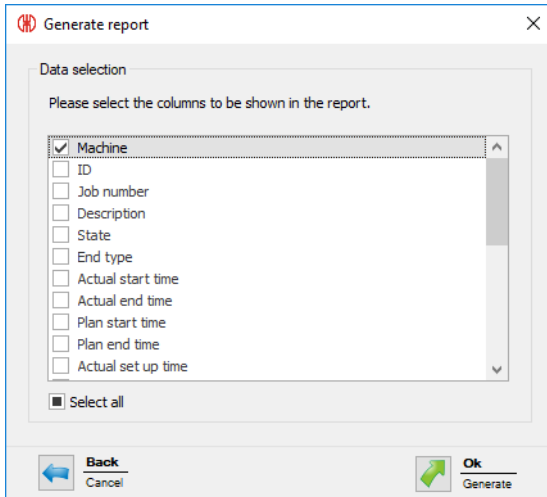 Generate report
Data selection
Please select the columns to be shown in the report.
Machine
ID
Job number
Description
State
End type
Actual start time
Actual end time
Plan start time
Plan end time
Actual set up time
Select all
Back
Cancel
Ok
Generate